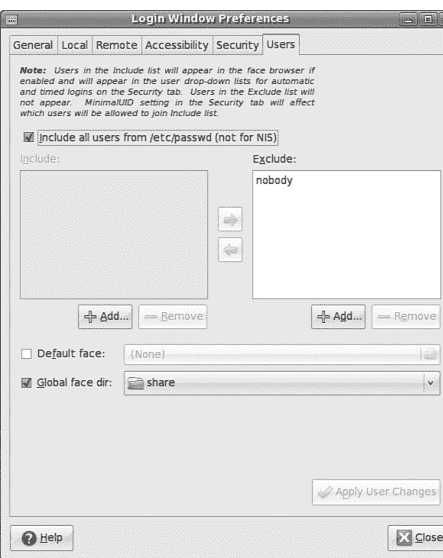 Login Window Preferences
General Local Remote Accessibility Security Users
Note: Users in the Include list will appear in the face browser if
enabled and will appear in the user drop-down lists for automatic
and timed logins on the Security tab. Users in the Exclude list will
not appear. MinimalUID setting in the Security tab will affect
which users will be allowed to join Include list.
Include all users from /etc/passwd (not for NIS)
Include: Exclude:
nobody
Add... Remove Add... Remove
Default face: (None)
Global face dir: share
Apply User Changes
Help Close